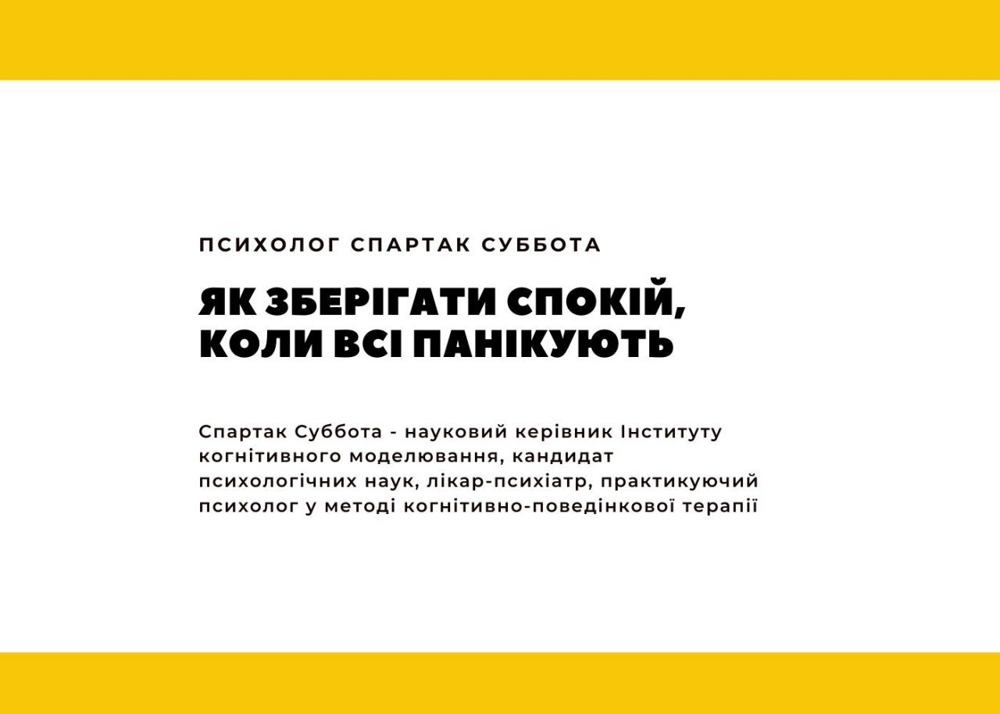 ПСИХОЛОГ СПАРТАК СУББОТА
ЯК ЗБЕРІГАТИ СПОКІЙ,
КОЛИ ВСІ ПАНІКУЮТЬ
Спартак Суббота - науковий керівник Інституту
когнітивного моделювання, кандидат
психологічних наук, лікар-психіатр, практикуючий
психолог у методі когнітивно-поведінкової терапії